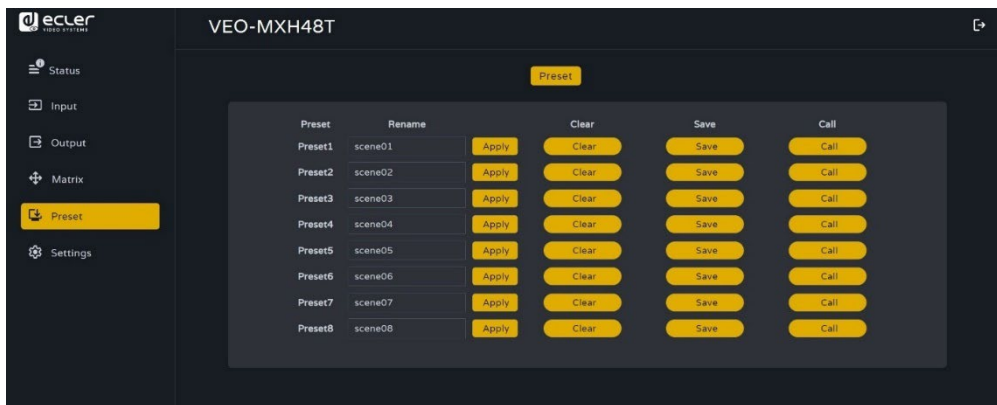 ecler
VIDEO SYSTEMS
VEO-MXH48T
Status
Input
Output
Matrix
Preset
Settings
Preset
Preset Rename Clear Save Call
Preset1 scene01 Apply Clear Save Call
Preset2 scene02 Apply Clear Save Call
Preset3 scene03 Apply Clear Save Call
Preset4 scene04 Apply Clear Save Call
Preset5 scene05 Apply Clear Save Call
Preset6 scene06 Apply Clear Save Call
Preset7 scene07 Apply Clear Save Call
Preset8 scene08 Apply Clear Save Call